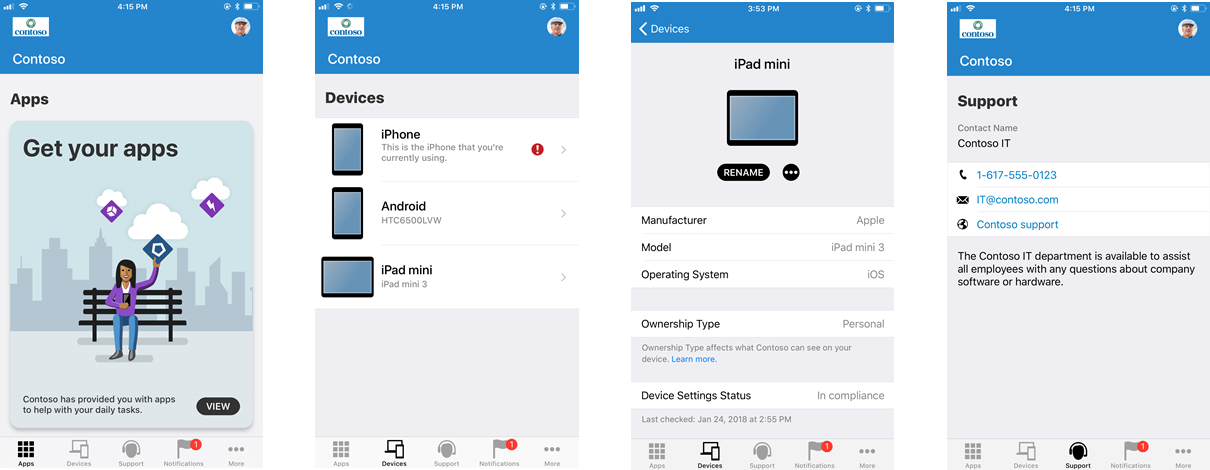 4:15 PM
contoso
Contoso
Apps
Get your apps
Contoso has provided you with apps
to help with your daily tasks.
VIEW
Apps
Devices
Support
1
Notifications
More
4:15 PM
contoso
Contoso
Devices
iPhone
This is the iPhone that you're
currently using.
Android
HTC6500LVW
iPad mini
iPad mini 3
Apps
Devices
Support
1
Notifications
More
3:53 PM
Devices
iPad mini
RENAME
Manufacturer Apple
Model iPad mini 3
Operating System iOS
Ownership Type Personal
Ownership Type affects what Contoso can see on your
device. Learn more.
Device Settings Status In compliance
Last checked: Jan 24, 2018 at 2:55 PM
Apps
Devices
Support
1
Notifications
More
4:15 PM
contoso
Contoso
Support
Contact Name
Contoso IT
1-617-555-0123
IT@contoso.com
Contoso support
The Contoso IT department is available to assist
all employees with any questions about company
software or hardware.
Apps
Devices
Support
1
Notifications
More